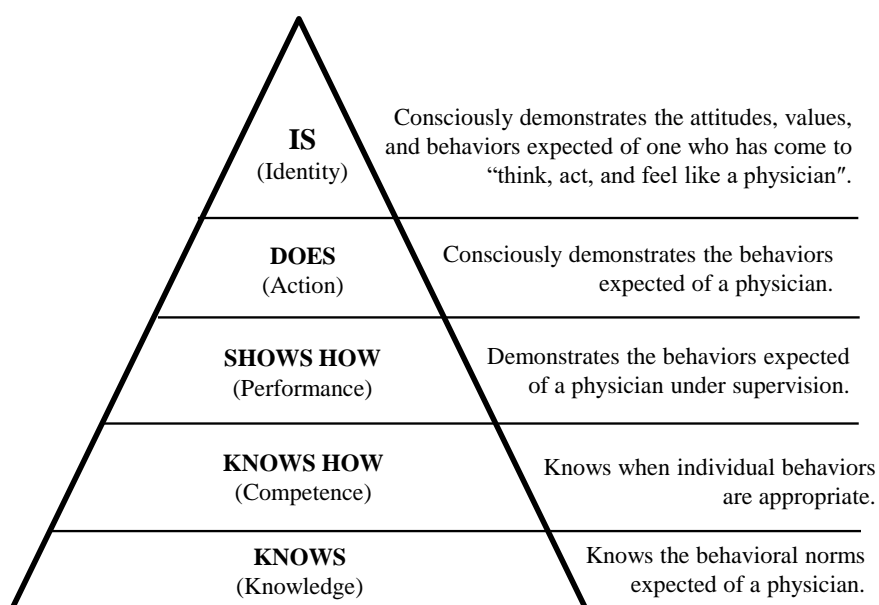 IS
(Identity)
Consciously demonstrates the attitudes, values,
and behaviors expected of one who has come to
“think, act, and feel like a physician″.
DOES
(Action)
Consciously demonstrates the behaviors
expected of a physician.
SHOWS HOW
(Performance)
Demonstrates the behaviors expected
of a physician under supervision.
KNOWS HOW
(Competence)
Knows when individual behaviors
are appropriate.
KNOWS
(Knowledge)
Knows the behavioral norms
expected of a physician.